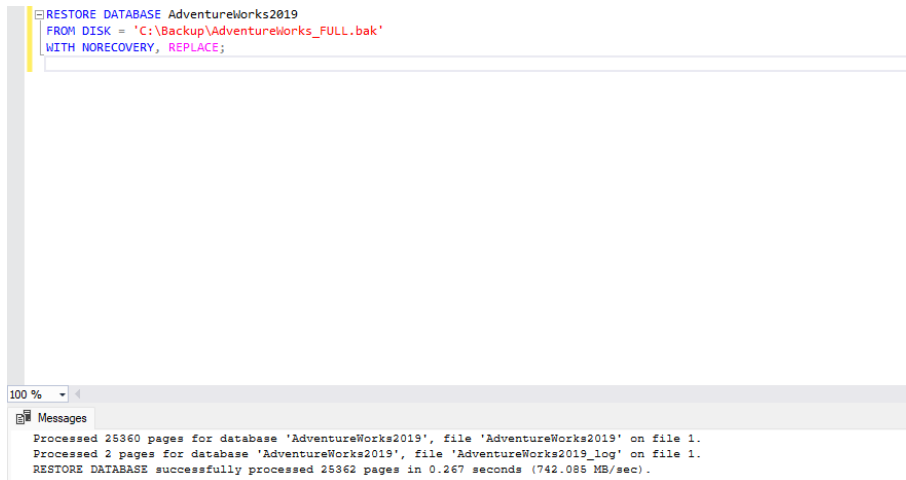 RESTORE DATABASE AdventureWorks2019
FROM DISK = 'C:\Backup\AdventureWorks_FULL.bak'
WITH NORECOVERY, REPLACE;
100 %
Messages
Processed 25360 pages for database 'AdventureWorks2019', file 'AdventureWorks2019' on file 1.
Processed 2 pages for database 'AdventureWorks2019', file 'AdventureWorks2019_log' on file 1.
RESTORE DATABASE successfully processed 25362 pages in 0.267 seconds (742.085 MB/sec).